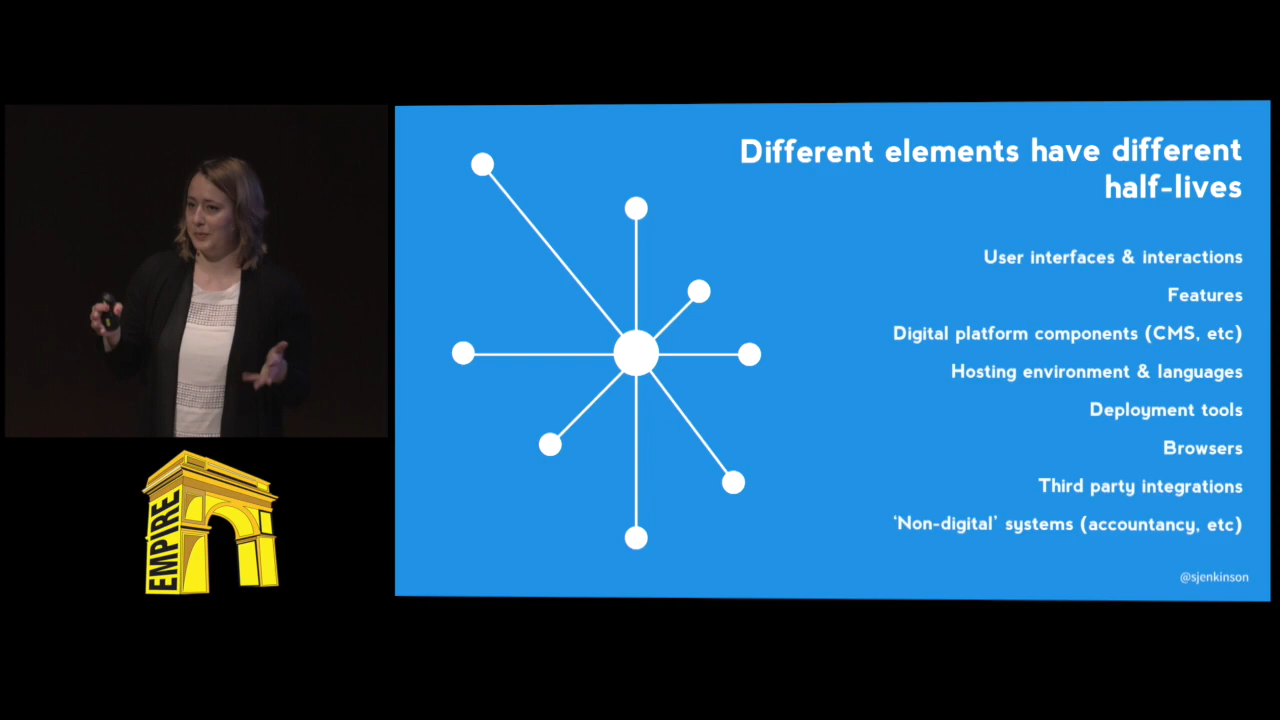 Different elements have different
half-lives
User interfaces & interactions
Features
Digital platform components (CMS, etc)
Hosting environment & languages
Deployment tools
Browsers
Third party integrations
‘Non-digital’ systems (accountancy, etc)
@sjenkinson
EMPIRE